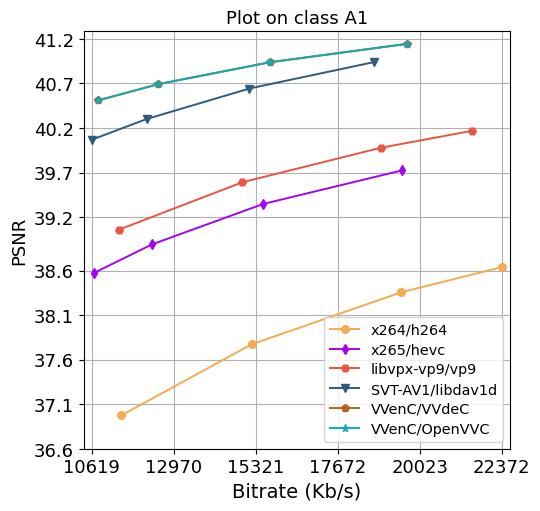 Plot on class A1
41.2
40.7
40.2
39.7
39.2
38.6
38.1
37.6
37.1
36.6
PSNR
x264/h264
x265/hevc
libvpx-vp9/vp9
SVT-AV1/libdav1d
VVenC/VVdeC
VVenC/OpenVVC
10619 12970 15321 17672 20023 22372
Bitrate (Kb/s)